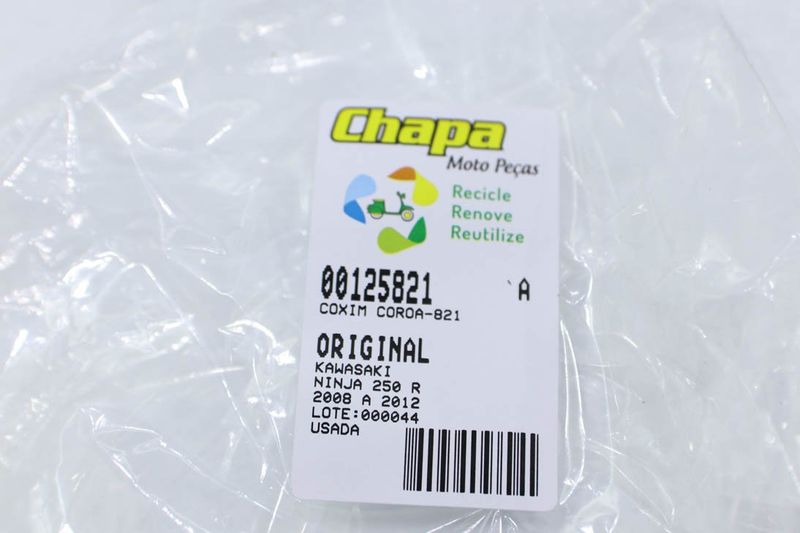 Chapa
Moto Peças
Recicle
Renove
Reutilize
00125821 A
COXIM COROA-821
ORIGINAL
KAWASAKI
NINJA 250 R
2008 A 2012
LOTE:000044
USADA